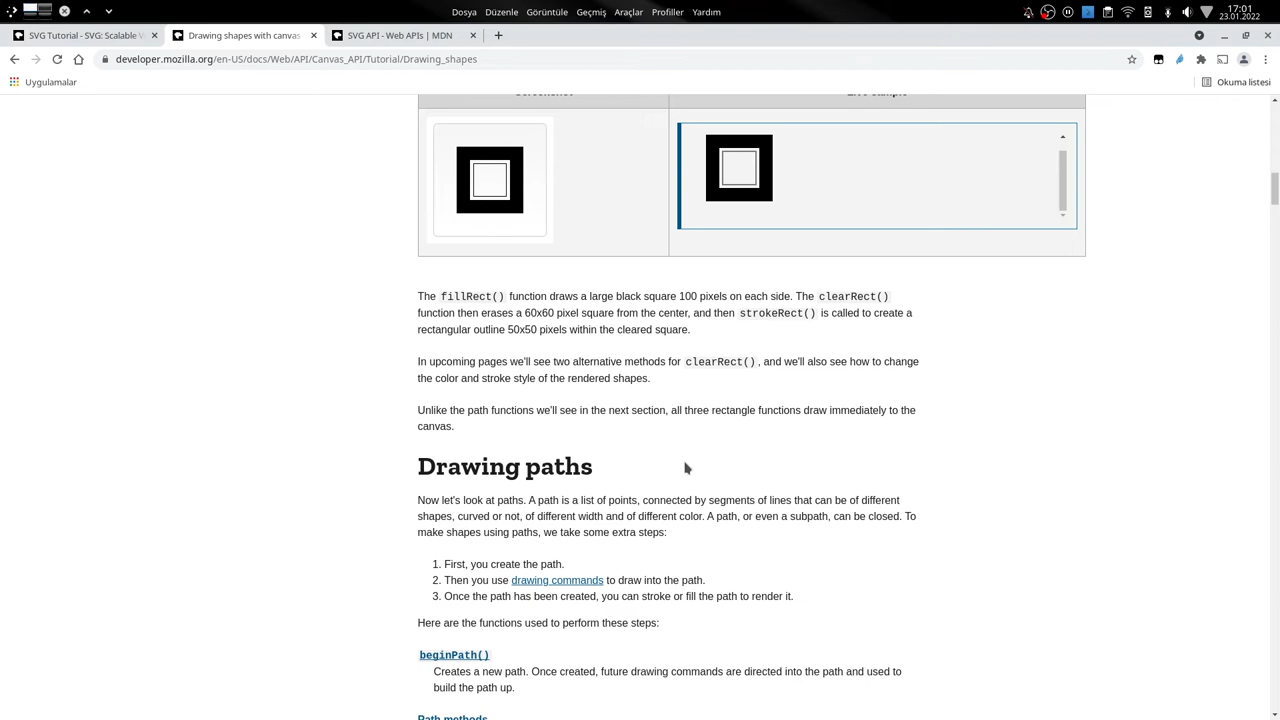 Dosya Düzenle Görüntüle Geçmiş Araçlar Profiller Yardım
17:01
23.01.2022
SVG Tutorial - SVG: Scalable V
Drawing shapes with canvas -
SVG API - Web APIs | MDN
developer.mozilla.org/en-US/docs/Web/API/Canvas_API/Tutorial/Drawing_shapes
Uygulamalar
Okuma listesi
The fillRect() function draws a large black square 100 pixels on each side. The clearRect()
function then erases a 60x60 pixel square from the center, and then strokeRect() is called to create a
rectangular outline 50x50 pixels within the cleared square.
In upcoming pages we'll see two alternative methods for clearRect(), and we'll also see how to change
the color and stroke style of the rendered shapes.
Unlike the path functions we'll see in the next section, all three rectangle functions draw immediately to the
canvas.
Drawing paths
Now let's look at paths. A path is a list of points, connected by segments of lines that can be of different
shapes, curved or not, of different width and of different color. A path, or even a subpath, can be closed. To
make shapes using paths, we take some extra steps:
1. First, you create the path.
2. Then you use drawing commands to draw into the path.
3. Once the path has been created, you can stroke or fill the path to render it.
Here are the functions used to perform these steps:
beginPath()
Creates a new path. Once created, future drawing commands are directed into the path and used to
build the path up.
Path methods